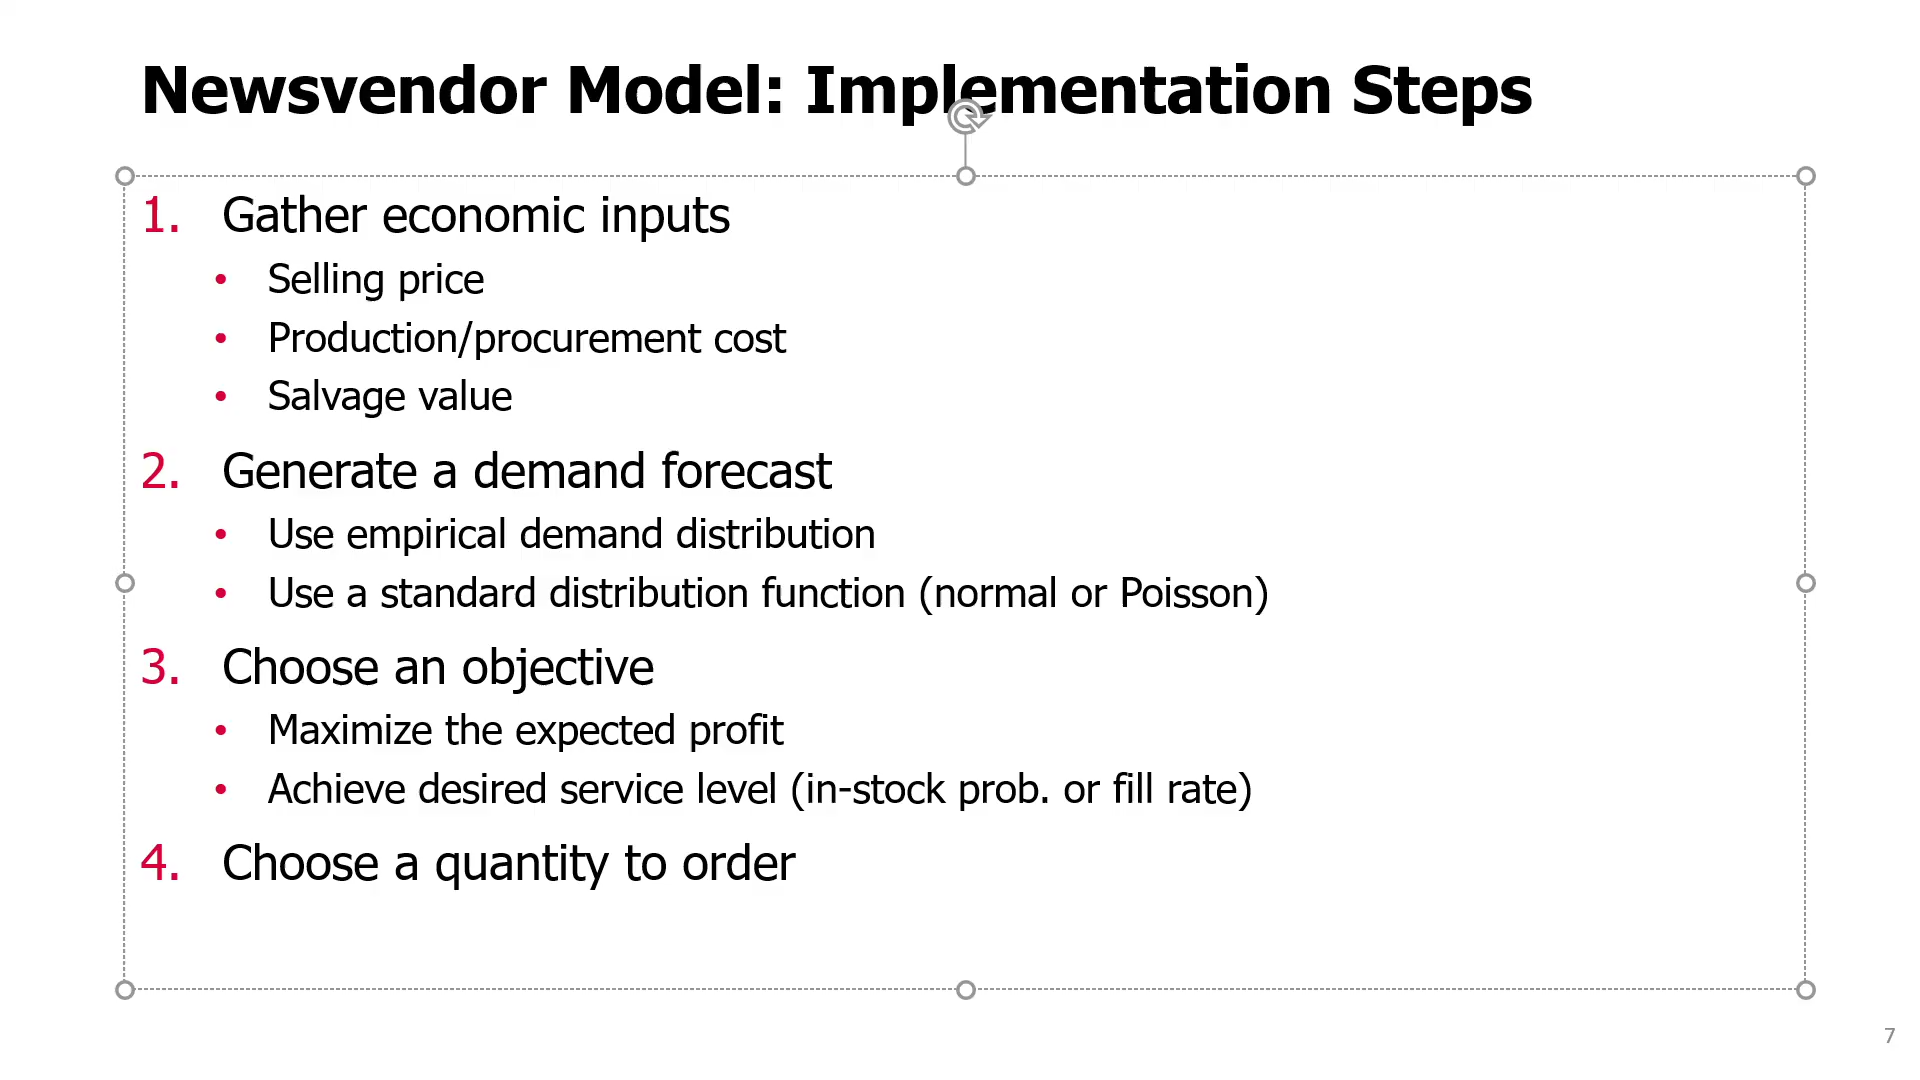 Newsvendor Model: Implementation Steps
1. Gather economic inputs
• Selling price
• Production/procurement cost
• Salvage value
2. Generate a demand forecast
• Use empirical demand distribution
• Use a standard distribution function (normal or Poisson)
3. Choose an objective
• Maximize the expected profit
• Achieve desired service level (in-stock prob. or fill rate)
4. Choose a quantity to order
7